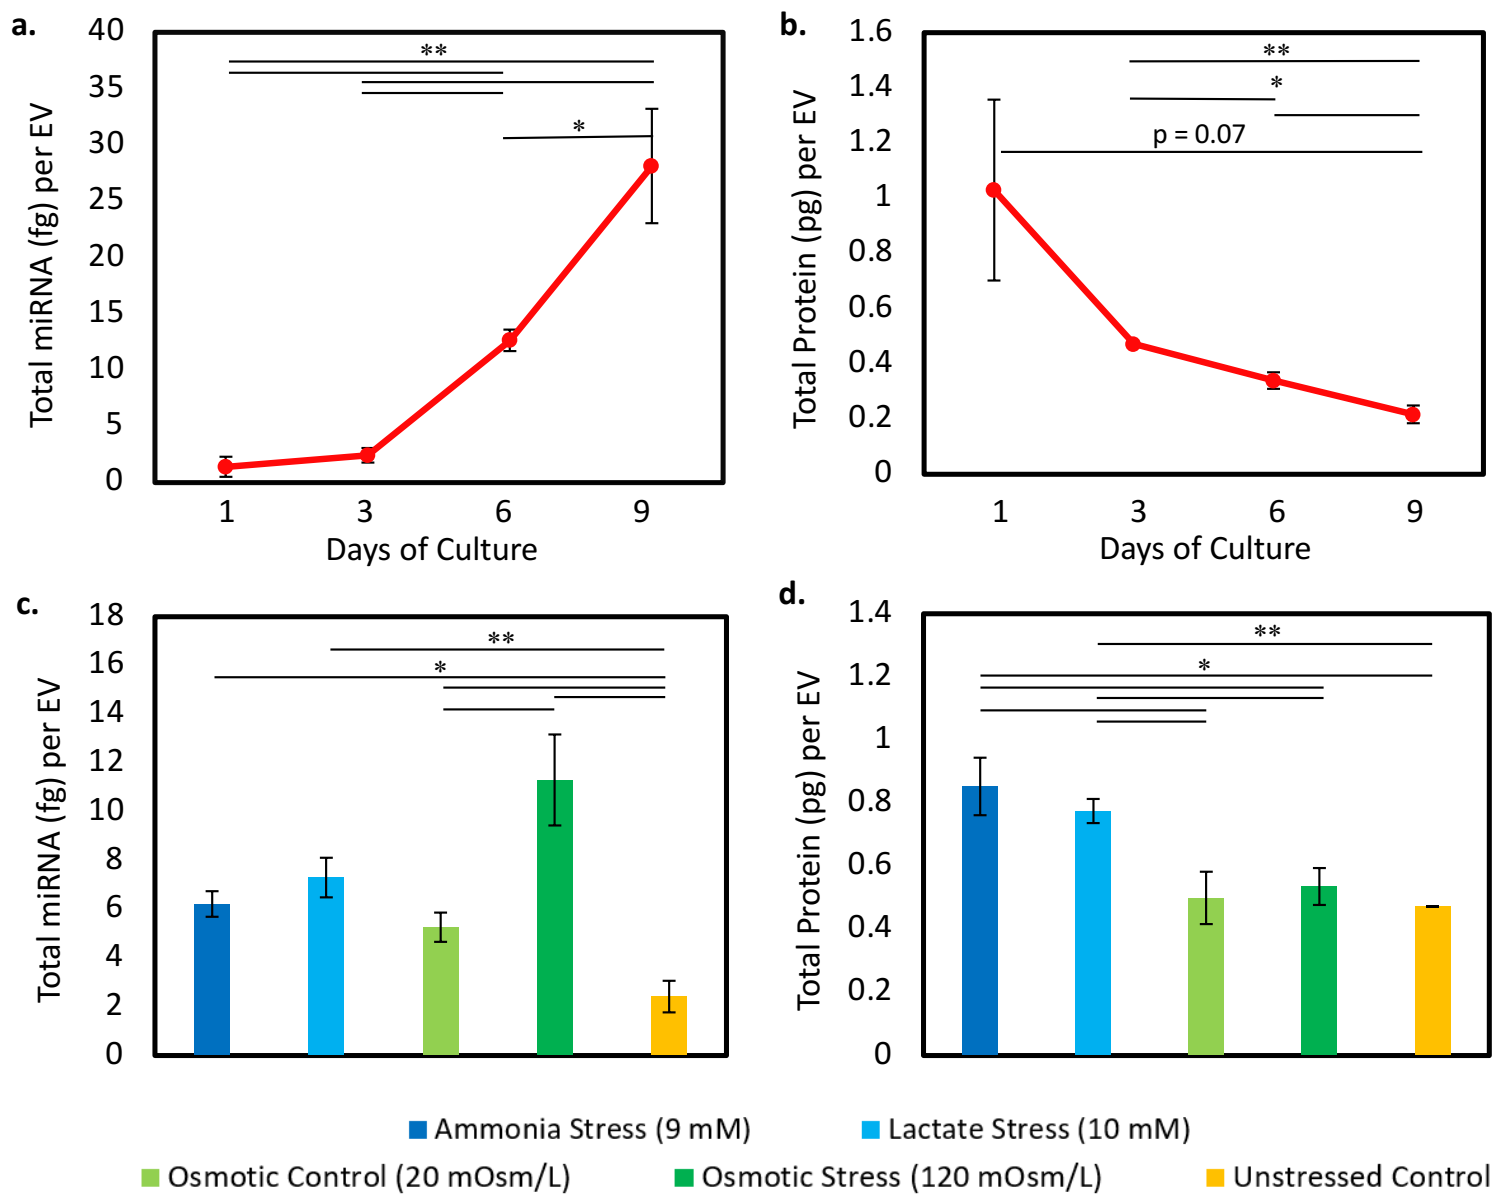 a.
Total miRNA (fg) per EV
40
35
30
25
20
15
10
5
0
**
*
1 3 6 9
Days of Culture
b.
Total Protein (pg) per EV
1.6
1.4
1.2
1
0.8
0.6
0.4
0.2
0
**
*
p = 0.07
1 3 6 9
Days of Culture
c.
Total miRNA (fg) per EV
18
16
14
12
10
8
6
4
2
0
**
*
d.
Total Protein (pg) per EV
1.4
1.2
1
0.8
0.6
0.4
0.2
0
**
*
Ammonia Stress (9 mM) Lactate Stress (10 mM)
Osmotic Control (20 mOsm/L) Osmotic Stress (120 mOsm/L) Unstressed Control